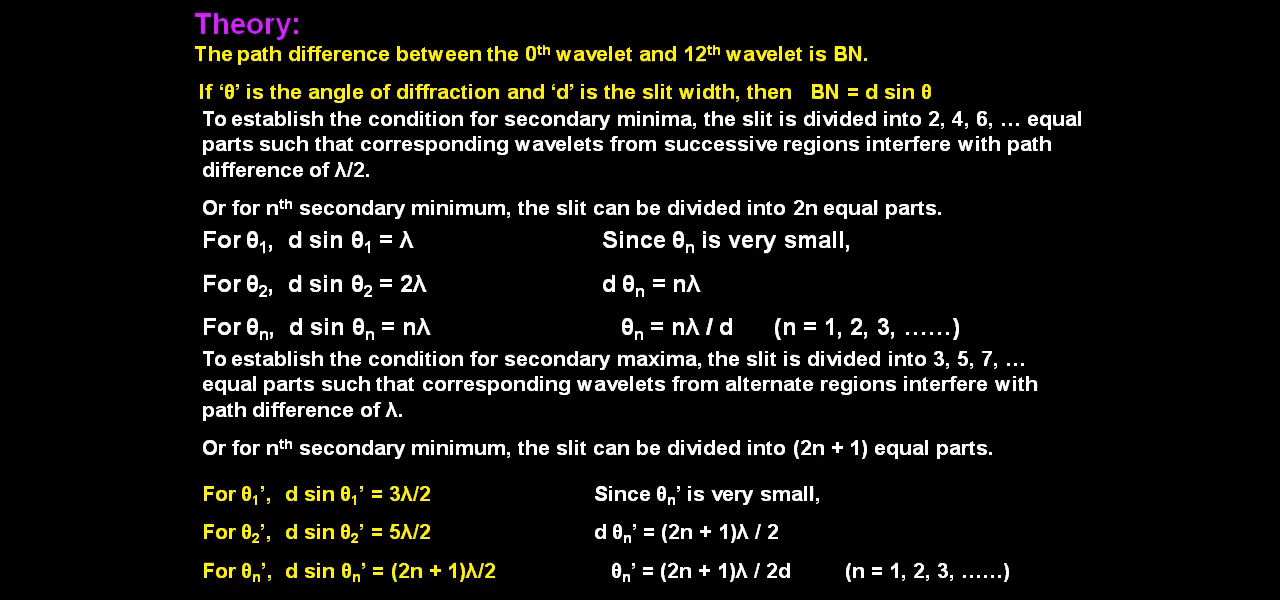 Theory:
The path difference between the 0th wavelet and 12th wavelet is BN.
If ‘θ’ is the angle of diffraction and ‘d’ is the slit width, then BN = d sin θ
To establish the condition for secondary minima, the slit is divided into 2, 4, 6, … equal
parts such that corresponding wavelets from successive regions interfere with path
difference of λ/2.
Or for nth secondary minimum, the slit can be divided into 2n equal parts.
For θ1, d sin θ1 = λ Since θn is very small,
For θ2, d sin θ2 = 2λ d θn = nλ
For θn, d sin θn = nλ θn = nλ / d (n = 1, 2, 3, ……)
To establish the condition for secondary maxima, the slit is divided into 3, 5, 7, …
equal parts such that corresponding wavelets from alternate regions interfere with
path difference of λ.
Or for nth secondary minimum, the slit can be divided into (2n + 1) equal parts.
For θ1’, d sin θ1’ = 3λ/2 Since θn’ is very small,
For θ2’, d sin θ2’ = 5λ/2 d θn’ = (2n + 1)λ / 2
For θn’, d sin θn’ = (2n + 1)λ/2 θn’ = (2n + 1)λ / 2d (n = 1, 2, 3, ……)